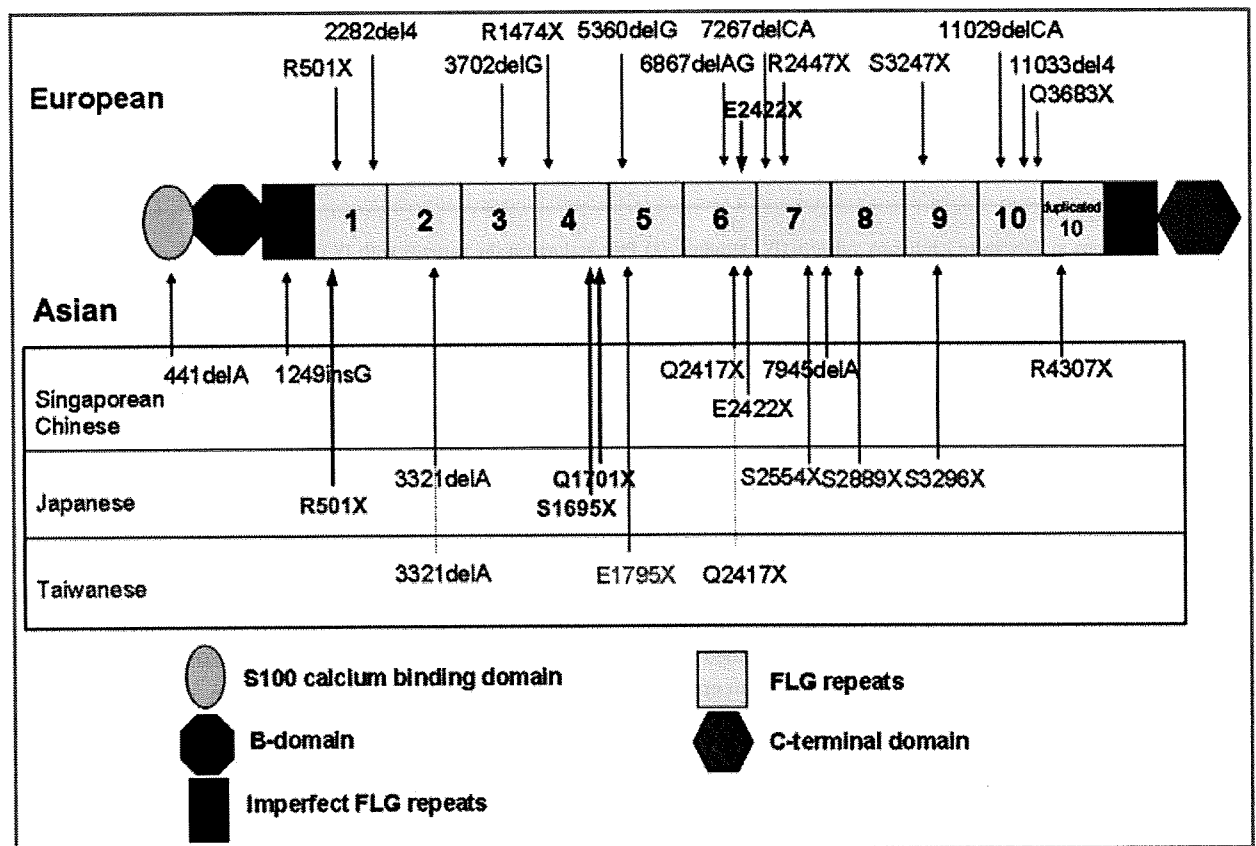 2282del4 R1474X 5360delG 7267delCA 11029delCA
R501X 3702delG 6867delAG R2447X S3247X 11033del4
European E2422X Q3683X
1 2 3 4 5 6 7 8 9 10 duplicated
10
Asian
441delA 1249insG Q2417X 7945delA R4307X
Singaporean
Chinese
E2422X
3321delA Q1701X S2554X S2889X S3296X
Japanese R501X S1695X
Taiwanese 3321delA E1795X Q2417X
S100 calcium binding domain FLG repeats
B-domain C-terminal domain
Imperfect FLG repeats